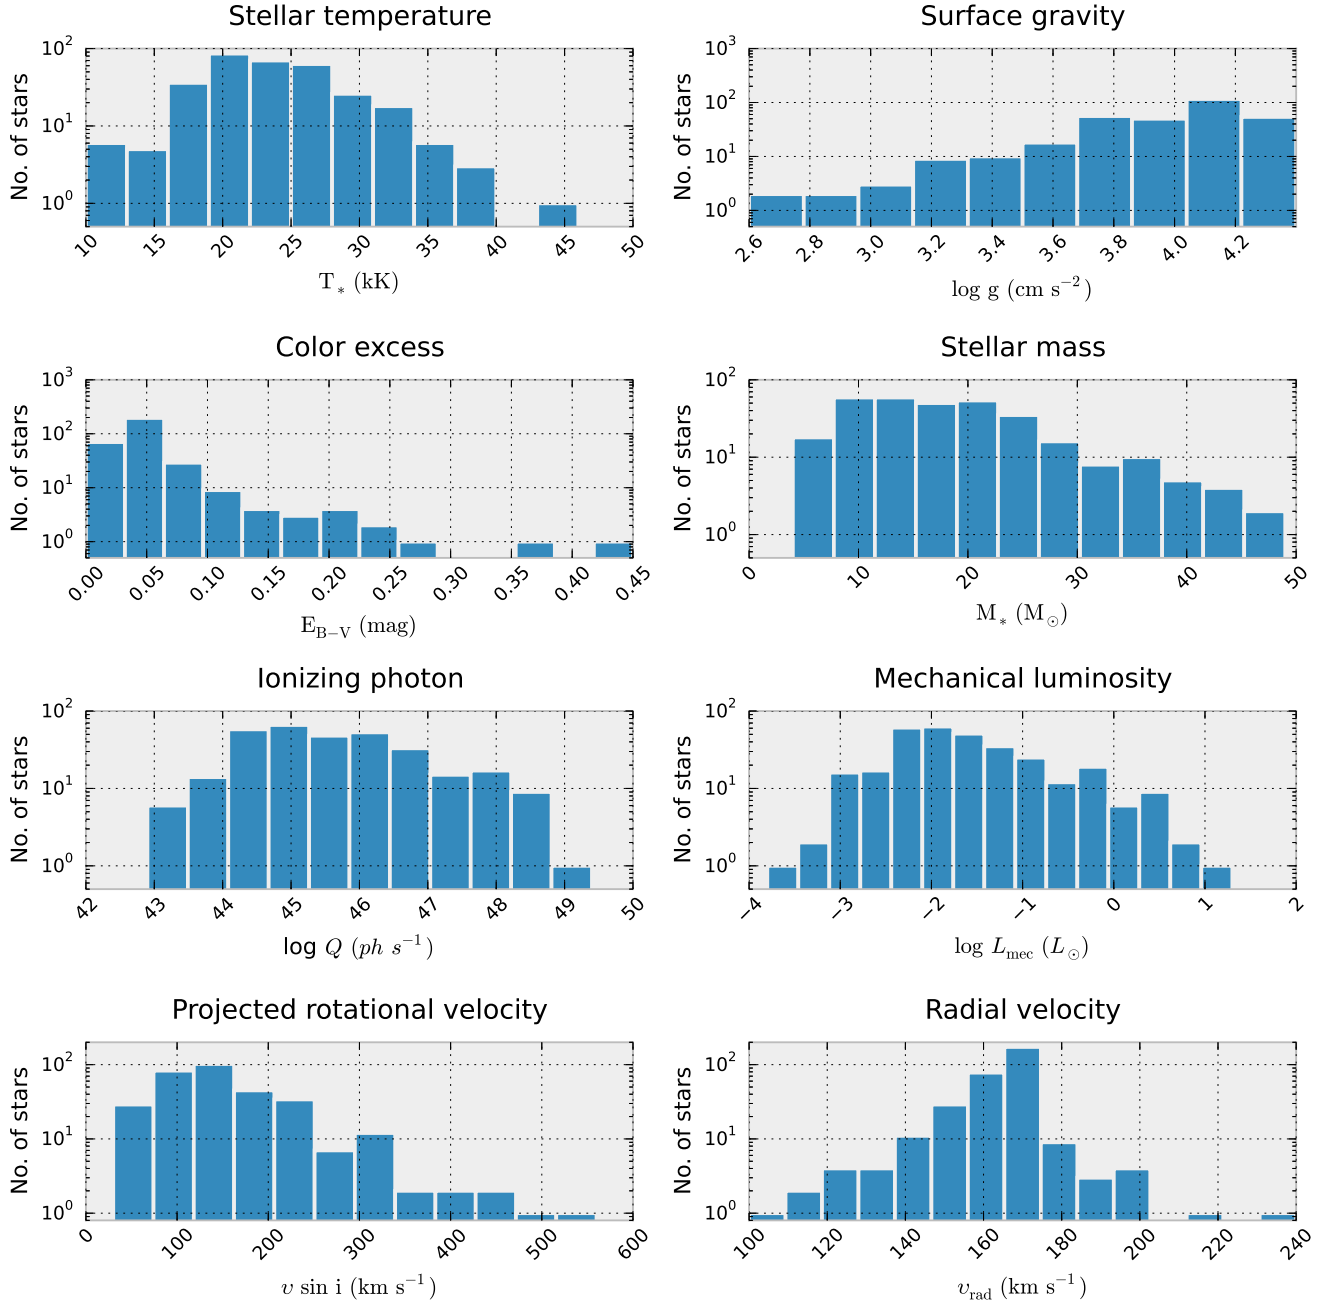 Stellar temperature
No. of stars
10² 10¹ 10⁰
10 15 20 25 30 35 40 45 50
T* (kK)
Surface gravity
No. of stars
10³ 10² 10¹ 10⁰
2.6 2.8 3.0 3.2 3.4 3.6 3.8 4.0 4.2
log g (cm s⁻²)
Color excess
No. of stars
10³ 10² 10¹ 10⁰
0.00 0.05 0.10 0.15 0.20 0.25 0.30 0.35 0.40 0.45
E_B−V (mag)
Stellar mass
No. of stars
10² 10¹ 10⁰
0 10 20 30 40 50
M* (M⊙)
Ionizing photon
No. of stars
10² 10¹ 10⁰
42 43 44 45 46 47 48 49 50
log Q (ph s⁻¹)
Mechanical luminosity
No. of stars
10² 10¹ 10⁰
−4 −3 −2 −1 0 1 2
log L_mec (L⊙)
Projected rotational velocity
No. of stars
10² 10¹ 10⁰
0 100 200 300 400 500 600
υ sin i (km s⁻¹)
Radial velocity
No. of stars
10² 10¹ 10⁰
100 120 140 160 180 200 220 240
υ_rad (km s⁻¹)